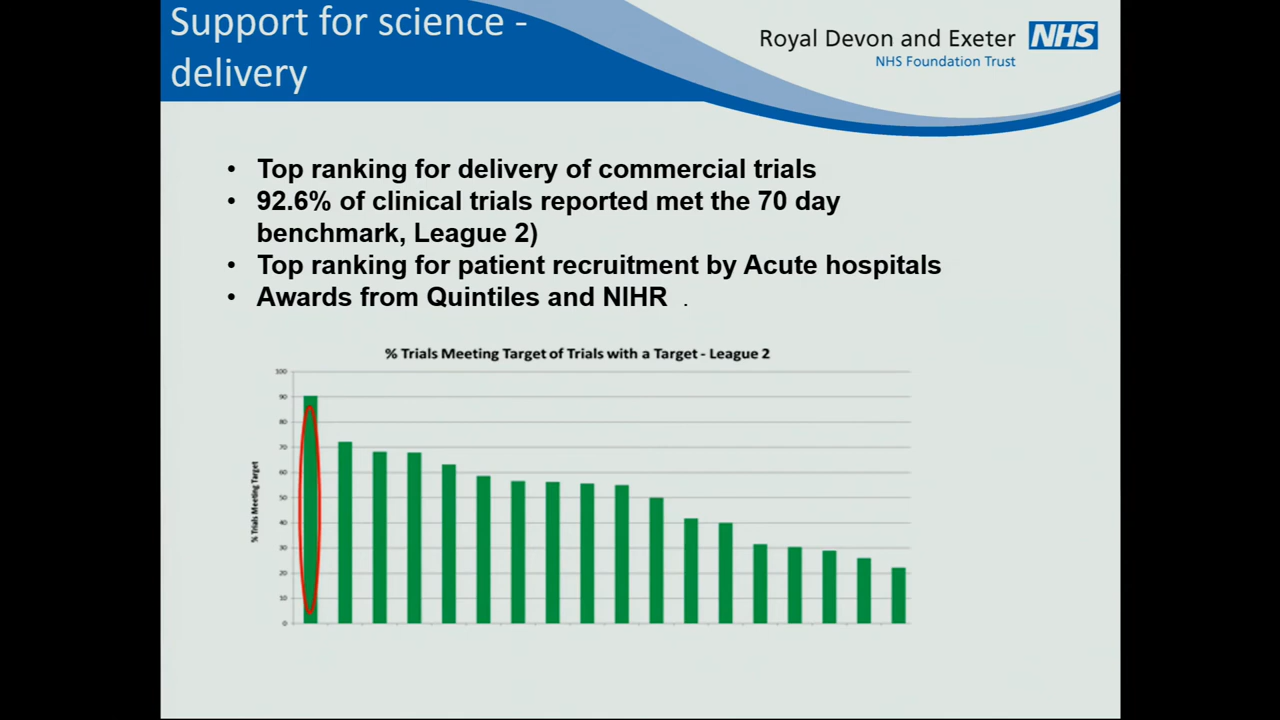 Support for science -
delivery
Royal Devon and Exeter NHS
NHS Foundation Trust
• Top ranking for delivery of commercial trials
• 92.6% of clinical trials reported met the 70 day
benchmark, League 2)
• Top ranking for patient recruitment by Acute hospitals
• Awards from Quintiles and NIHR .
% Trials Meeting Target of Trials with a Target - League 2
% Trials Meeting Target
100
90
80
70
60
50
40
30
20
10
0